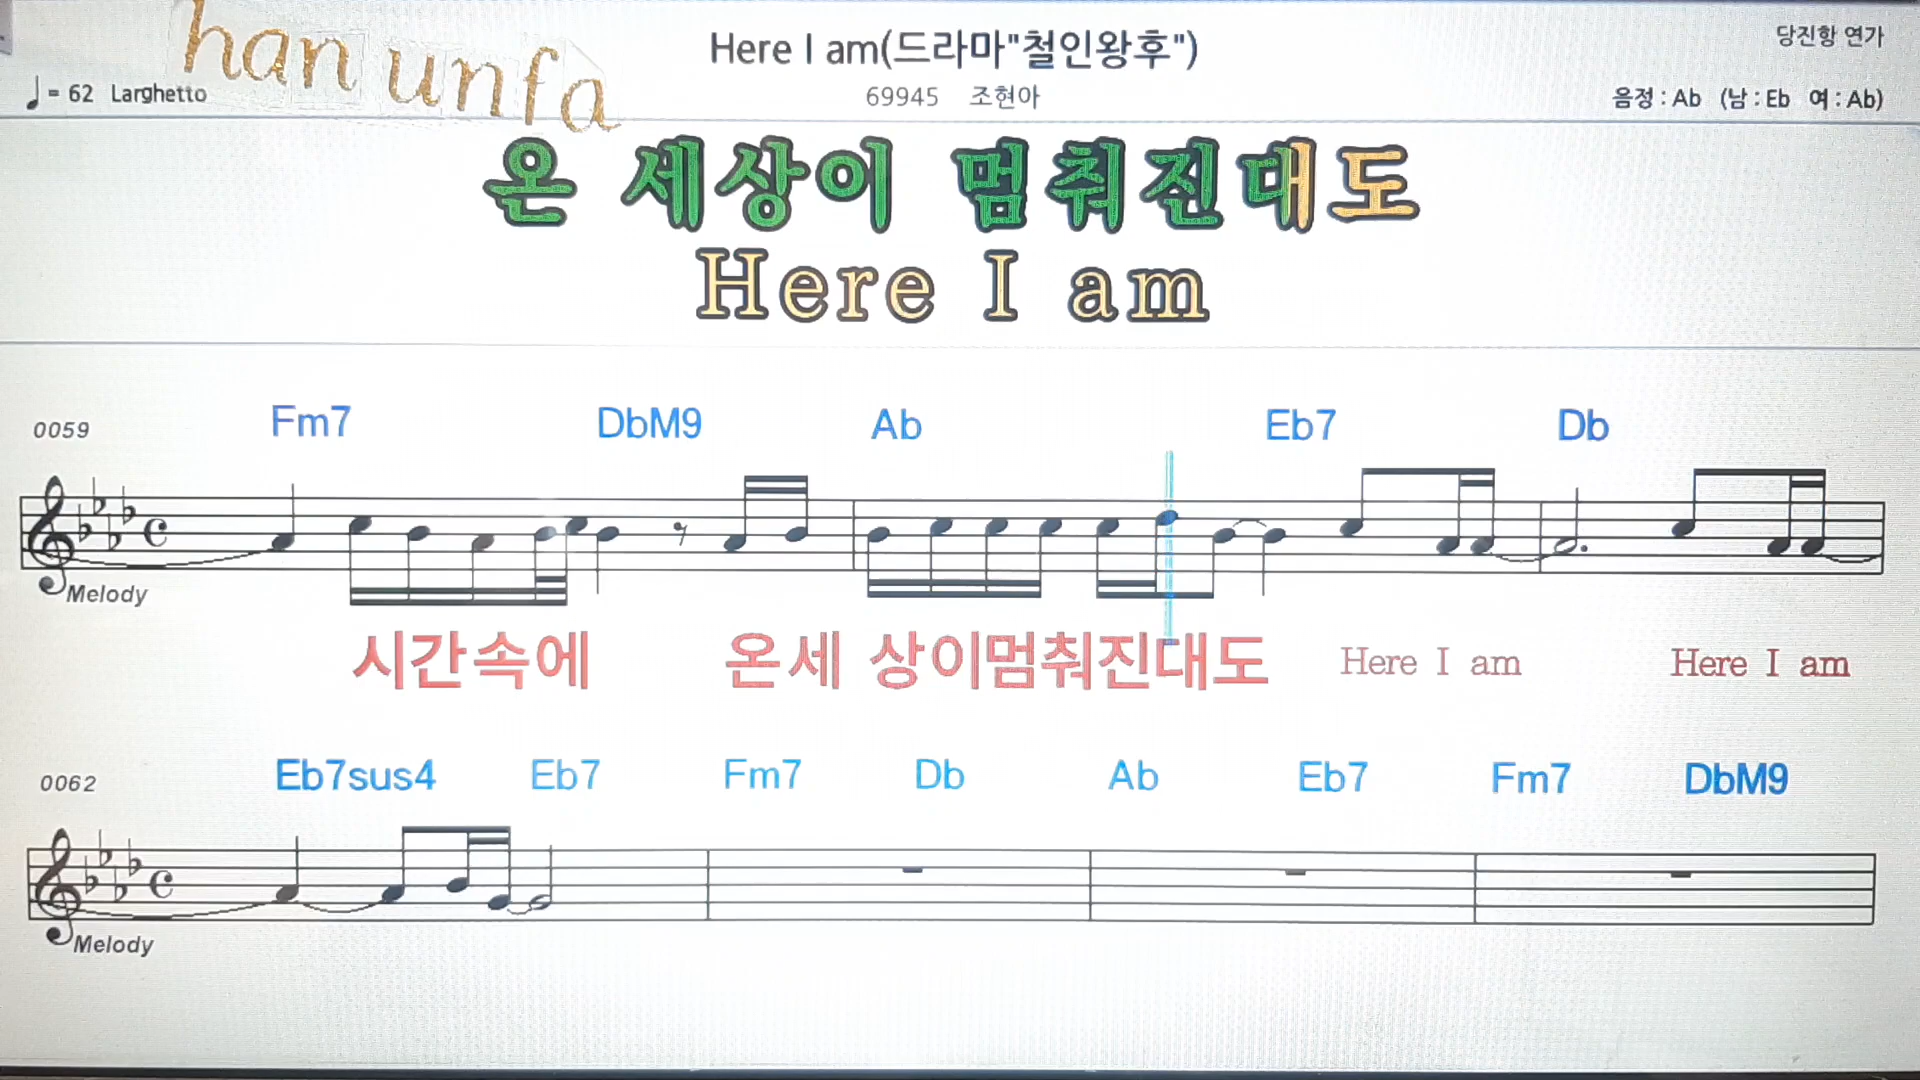 han unfa
Here I am(드라마"철인왕후")
당진항 연가
♩= 62 Larghetto
69945 조현아
음정 : Ab (남 : Eb 여 : Ab)
온 세상이 멈춰진대도
Here I am
0059 Fm7 DbM9 Ab Eb7 Db
Melody
시간속에 온세 상이멈춰진대도 Here I am Here I am
0062 Eb7sus4 Eb7 Fm7 Db Ab Eb7 Fm7 DbM9
Melody